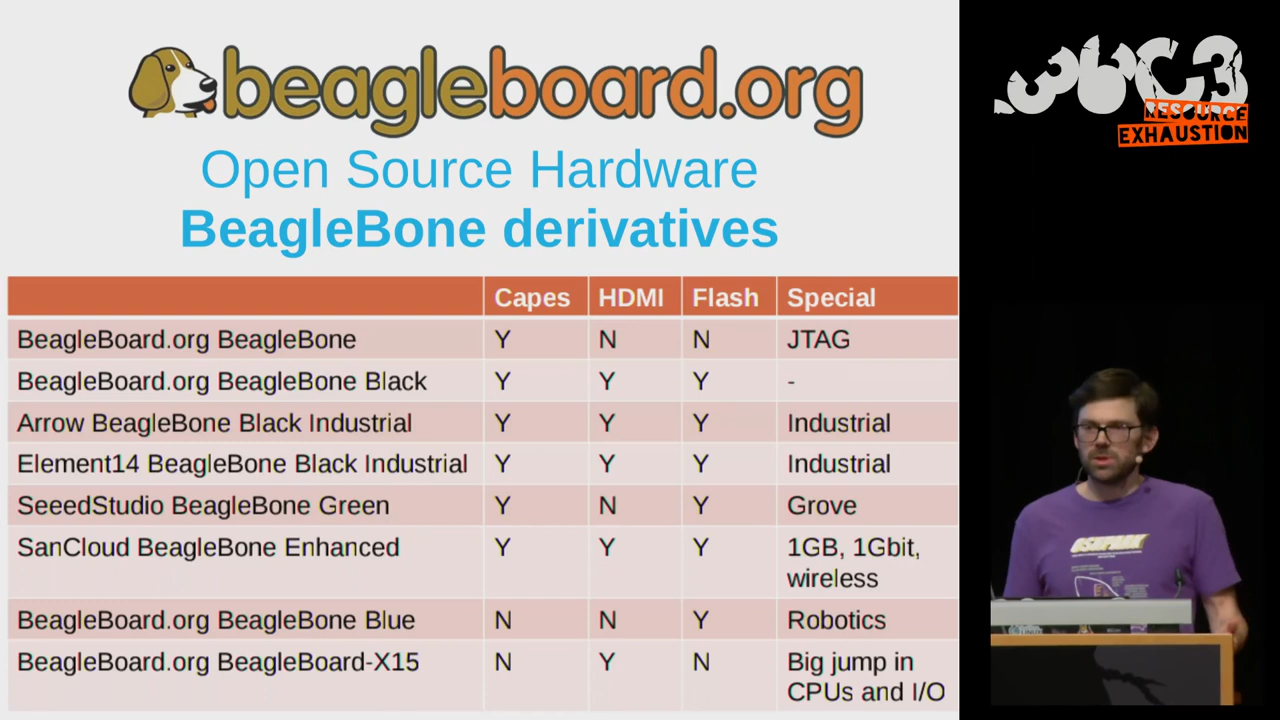 beagleboard.org
Open Source Hardware
BeagleBone derivatives
Capes HDMI Flash Special
BeagleBoard.org BeagleBone Y N N JTAG
BeagleBoard.org BeagleBone Black Y Y Y -
Arrow BeagleBone Black Industrial Y Y Y Industrial
Element14 BeagleBone Black Industrial Y Y Y Industrial
SeeedStudio BeagleBone Green Y N Y Grove
SanCloud BeagleBone Enhanced Y Y Y 1GB, 1Gbit,
wireless
BeagleBoard.org BeagleBone Blue N N Y Robotics
BeagleBoard.org BeagleBoard-X15 N Y N Big jump in
CPUs and I/O
36C3
RESOURCE
EXHAUSTION
OSHPARK